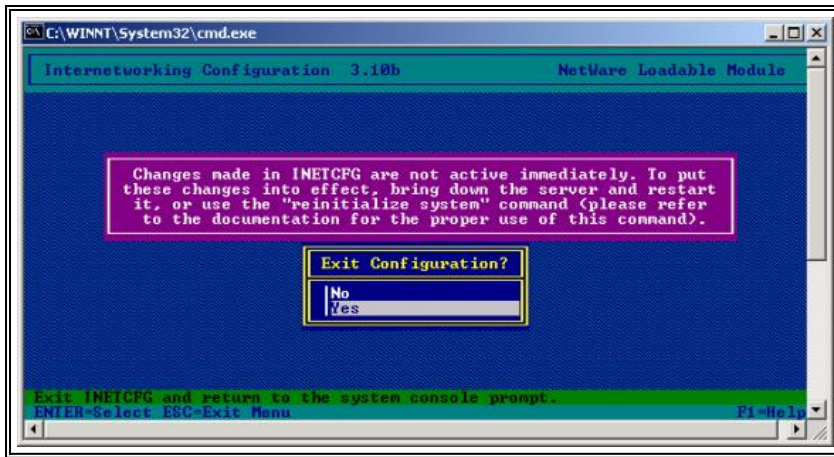 C:\WINNT\System32\cmd.exe
Internetworking Configuration 3.10b NetWare Loadable Module
Changes made in INETCFG are not active immediately. To put
these changes into effect, bring down the server and restart
it, or use the "reinitialize system" command (please refer
to the documentation for the proper use of this command).
Exit Configuration?
No
Yes
Exit INETCFG and return to the system console prompt.
ENTER=Select ESC=Exit Menu F1=Help